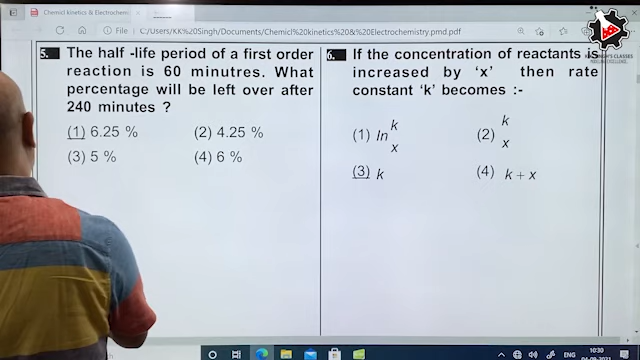 Chemicl kinetics & Electrochem
File
C:/Users/KK%20Singh/Documents/Chemicl%20kinetics%20&%20Electrochemistry.pmd.pdf
5. The half -life period of a first order
reaction is 60 minutres. What
percentage will be left over after
240 minutes ?
(1) 6.25 %
(2) 4.25 %
(3) 5 %
(4) 6 %
6. If the concentration of reactants is
increased by ‘x’ then rate
constant ‘k’ becomes :-
(1) ln k
x
(2) k
x
(3) k
(4) k + x
ENG
10:30